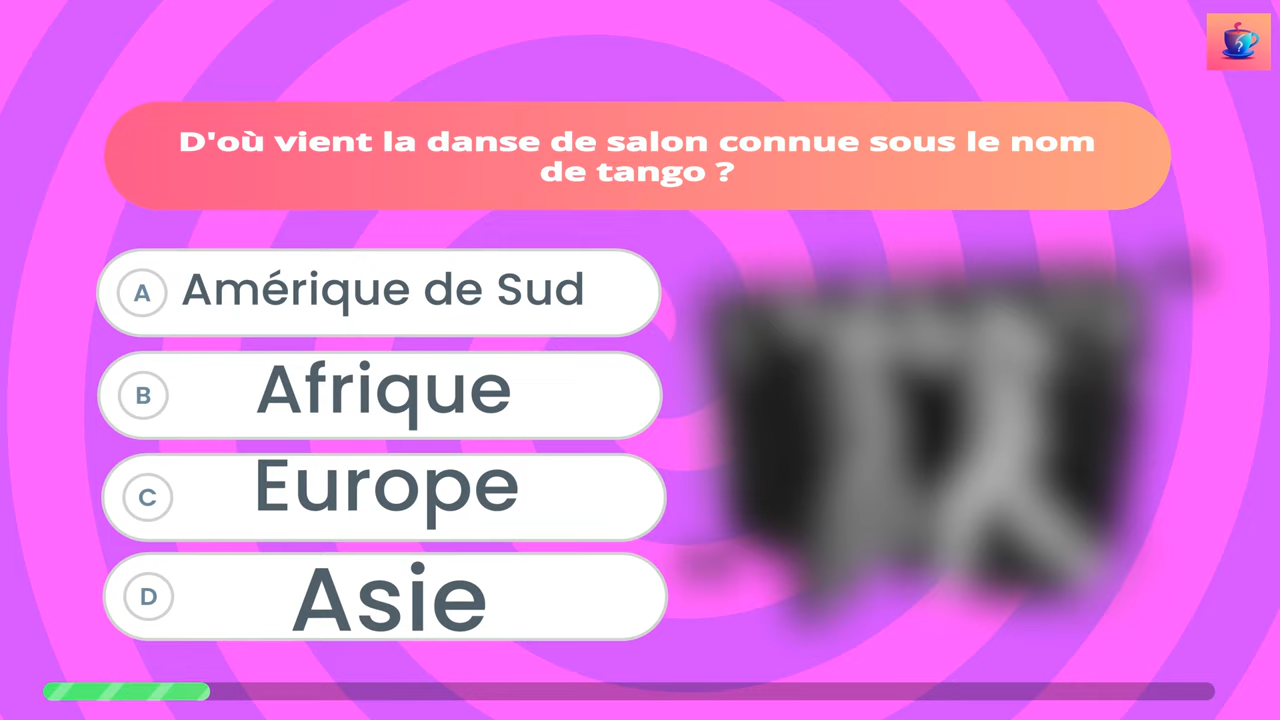 D'où vient la danse de salon connue sous le nom
de tango ?
A Amérique de Sud
B Afrique
C Europe
D Asie